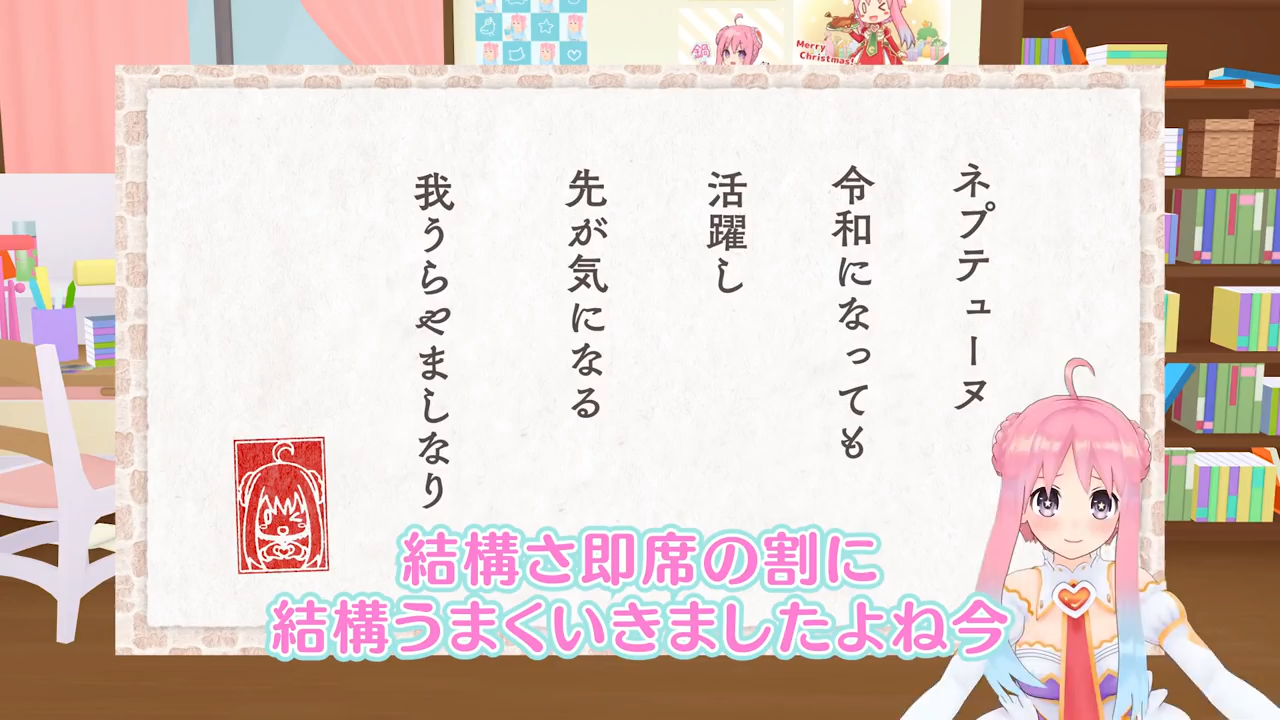 鍋
Merry
Christmas!
ネプテューヌ
令和になっても
活躍し
先が気になる
我うらやましなり
結構さ即席の割に
結構うまくいきましたよね今